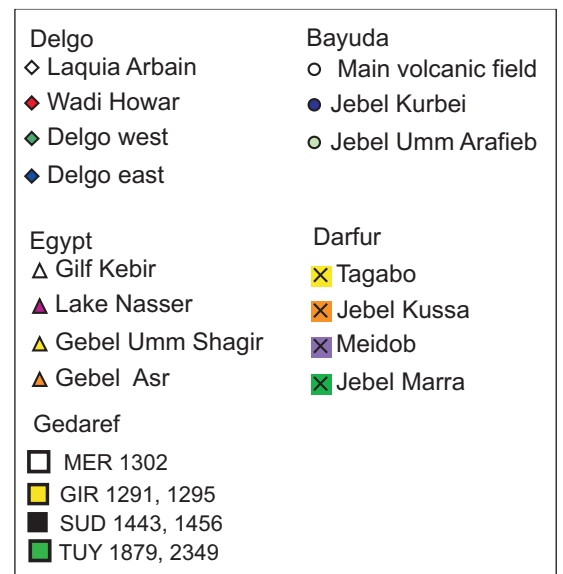 Delgo
Laquia Arbain
Wadi Howar
Delgo west
Delgo east
Bayuda
Main volcanic field
Jebel Kurbei
Jebel Umm Arafieb
Egypt
Gilf Kebir
Lake Nasser
Gebel Umm Shagir
Gebel Asr
Darfur
Tagabo
Jebel Kussa
Meidob
Jebel Marra
Gedaref
MER 1302
GIR 1291, 1295
SUD 1443, 1456
TUY 1879, 2349